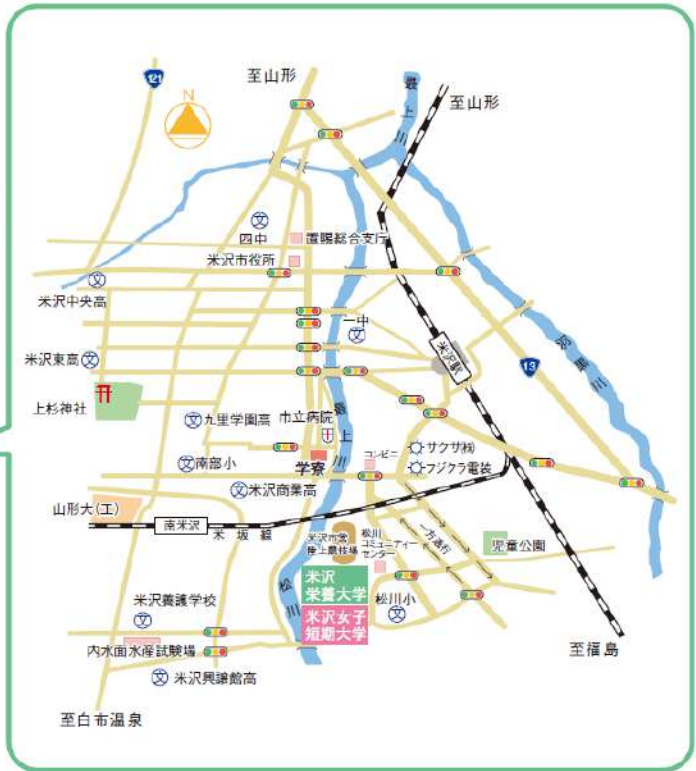 121
N
至山形
最上川
至山形
四中
置賜総合支庁
米沢市役所
米沢中央高
一中
米沢駅
13
羽黒川
米沢東高
上杉神社
九里学園高
市立病院
最上川
コンビニ
サクサ㈱
フジクラ電装
南部小
学寮
米沢商業高
山形大(工)
南米沢
米坂線
米沢市営
陸上競技場
松川
コミュニティー
センター
一方通行
児童公園
米沢
栄養大学
米沢女子
短期大学
松川
松川小
米沢養護学校
内水面水産試験場
米沢興譲館高
至福島
至白布温泉